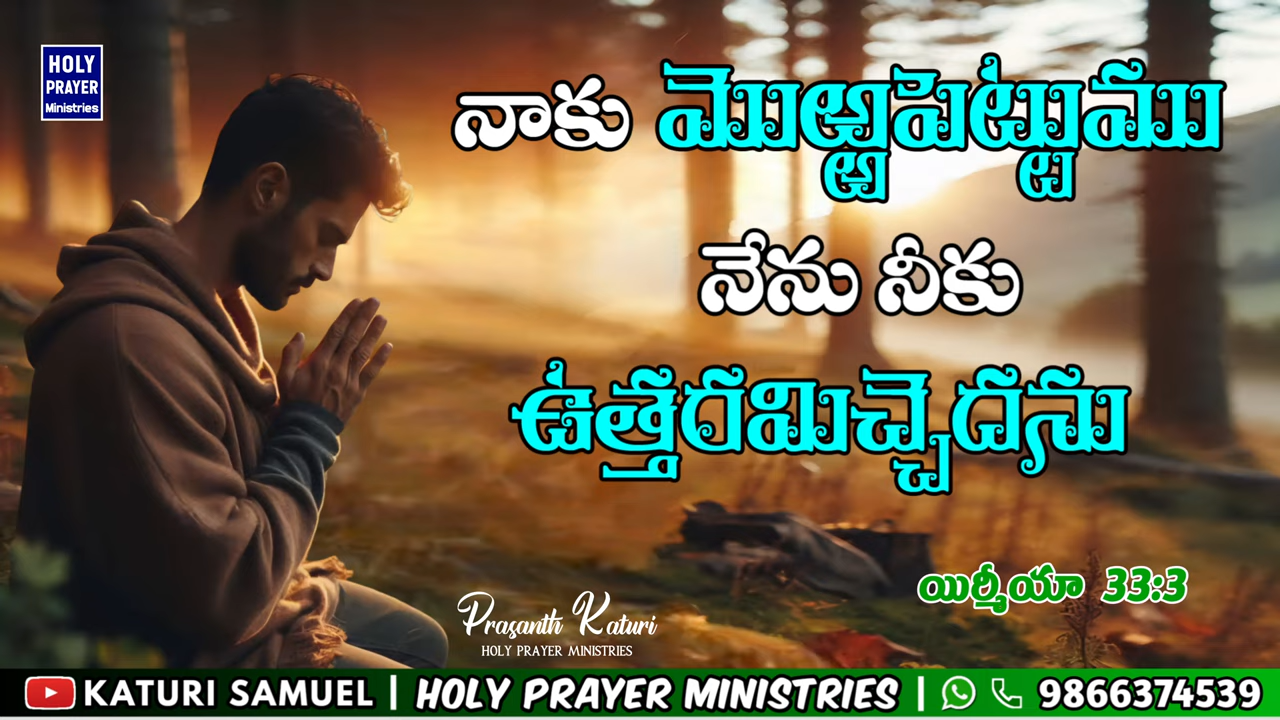 HOLY
PRAYER
Ministries
నాకు మొఱ్ఱపెట్టుము
నేను నీకు
ఉత్తరమిచ్చెదను
యిర్మీయా 33:3
Prasanth Katuri
HOLY PRAYER MINISTRIES
KATURI SAMUEL | HOLY PRAYER MINISTRIES | 9866374539